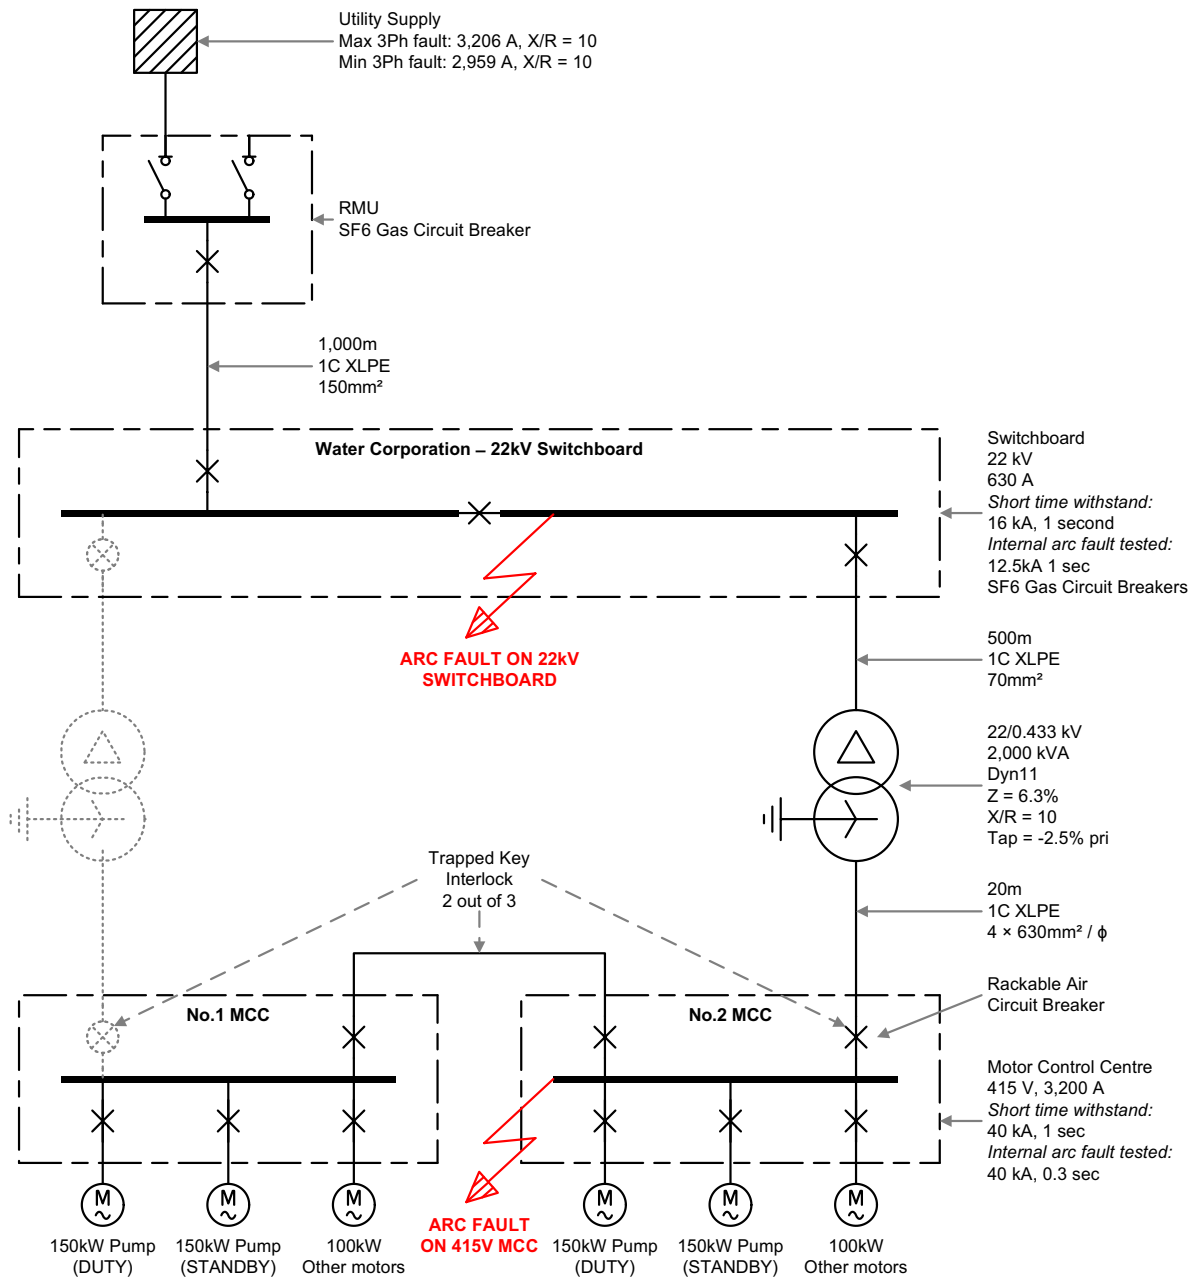 Utility Supply
Max 3Ph fault: 3,206 A, X/R = 10
Min 3Ph fault: 2,959 A, X/R = 10
RMU
SF6 Gas Circuit Breaker
1,000m
1C XLPE
150mm²
Water Corporation – 22kV Switchboard
Switchboard
22 kV
630 A
Short time withstand:
16 kA, 1 second
Internal arc fault tested:
12.5kA 1 sec
SF6 Gas Circuit Breakers
ARC FAULT ON 22kV
SWITCHBOARD
500m
1C XLPE
70mm²
22/0.433 kV
2,000 kVA
Dyn11
Z = 6.3%
X/R = 10
Tap = -2.5% pri
Trapped Key
Interlock
2 out of 3
20m
1C XLPE
4 × 630mm² / ϕ
Rackable Air
Circuit Breaker
No.1 MCC
No.2 MCC
Motor Control Centre
415 V, 3,200 A
Short time withstand:
40 kA, 1 sec
Internal arc fault tested:
40 kA, 0.3 sec
M
∼
M
∼
M
∼
M
∼
M
∼
M
∼
ARC FAULT
ON 415V MCC
150kW Pump
(DUTY)
150kW Pump
(STANDBY)
100kW
Other motors
150kW Pump
(DUTY)
150kW Pump
(STANDBY)
100kW
Other motors